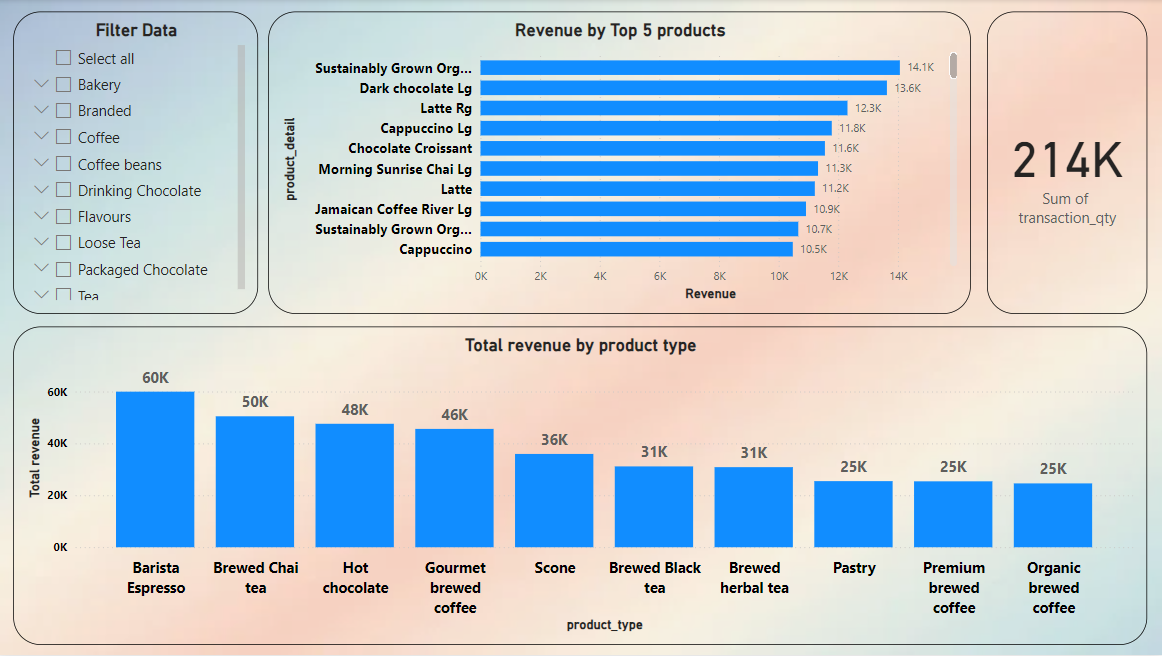 Filter Data
Select all
Bakery
Branded
Coffee
Coffee beans
Drinking Chocolate
Flavours
Loose Tea
Packaged Chocolate
Tea
Revenue by Top 5 products
product_detail
Sustainably Grown Org... 14.1K
Dark chocolate Lg 13.6K
Latte Rg 12.3K
Cappuccino Lg 11.8K
Chocolate Croissant 11.6K
Morning Sunrise Chai Lg 11.3K
Latte 11.2K
Jamaican Coffee River Lg 10.9K
Sustainably Grown Org... 10.7K
Cappuccino 10.5K
0K 2K 4K 6K 8K 10K 12K 14K
Revenue
214K
Sum of
transaction_qty
Total revenue by product type
Total revenue
60K
40K
20K
0K
60K 50K 48K 46K 36K 31K 31K 25K 25K 25K
Barista Espresso
Brewed Chai tea
Hot chocolate
Gourmet brewed coffee
Scone
Brewed Black tea
Brewed herbal tea
Pastry
Premium brewed coffee
Organic brewed coffee
product_type